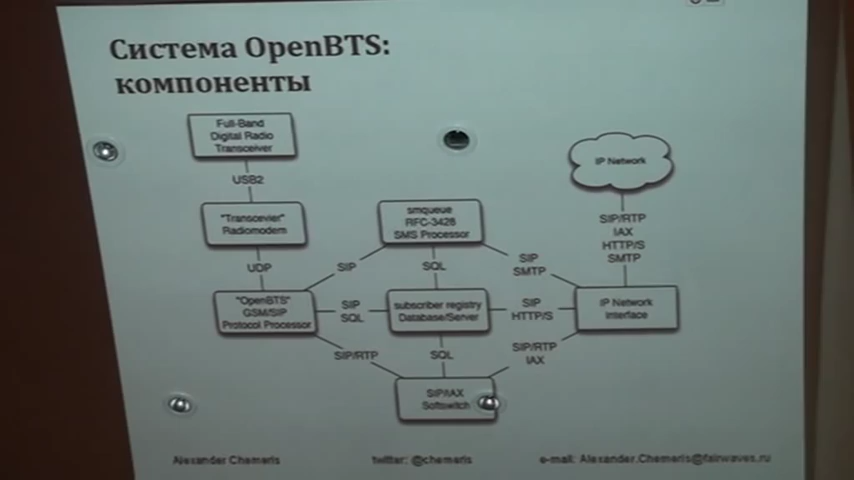 Система OpenBTS:
компоненты
Full-Band
Digital Radio
Transceiver
USB2
"Transcevier"
Radiomodem
UDP
"OpenBTS"
GSM/SIP
Protocol Processor
smqueue
RFC-3428
SMS Processor
SIP
SQL
SIP
SMTP
SIP
SQL
subscriber registry
Database/Server
SIP
HTTP/S
SIP/RTP
SQL
SIP/RTP
IAX
SIP/IAX
Softswitch
IP Network
SIP/RTP
IAX
HTTP/S
SMTP
IP Network
Interface
Alexander Chemeris
twitter: @chemeris
e-mail: Alexander.Chemeris@fairwaves.ru